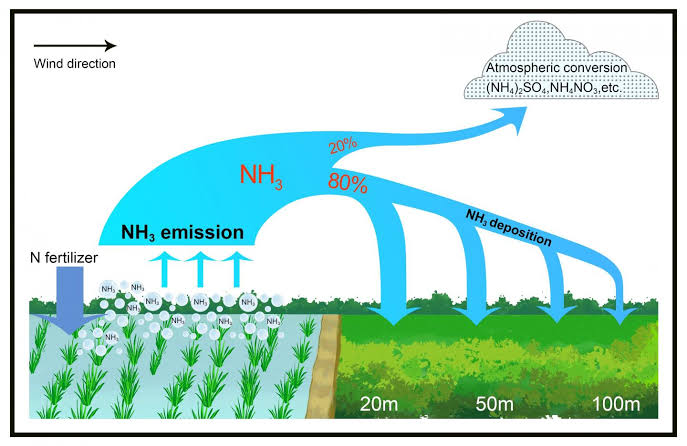 Wind direction
Atmospheric conversion
(NH₄)₂SO₄,NH4NO₃,etc.
20%
NH₃
80%
NH₃ deposition
NH₃ emission
N fertilizer
NH₃
NH₃
NH₃
NH₃
NH₃
NH₃
NH₃
NH₃
NH₃
NH₃
20m
50m
100m